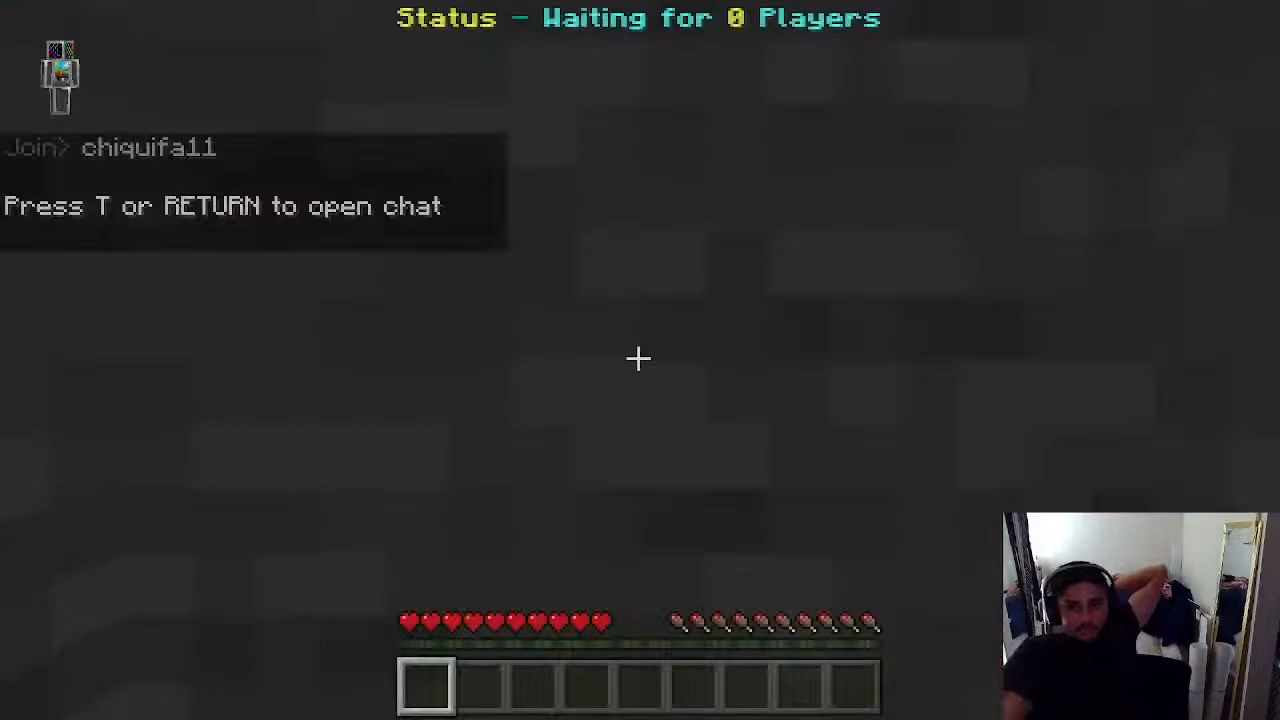 Status - Waiting for 0 Players
Join> chiquifa11
Press T or RETURN to open chat